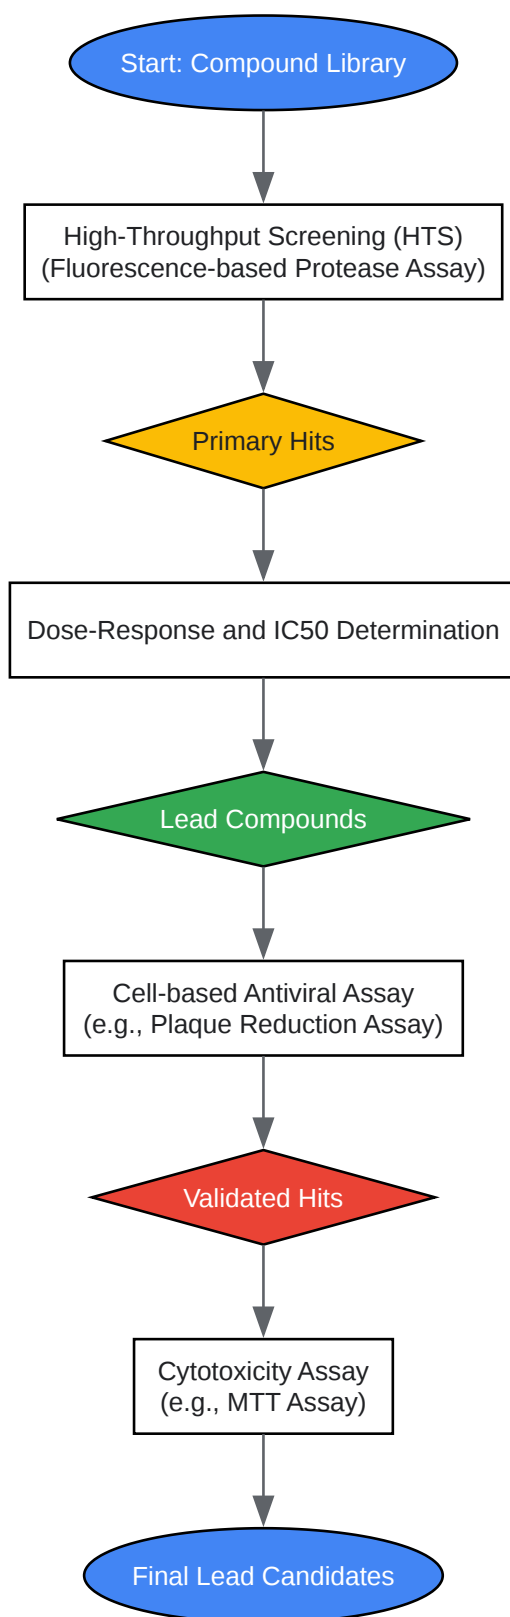 Start: Compound Library
High-Throughput Screening (HTS)
(Fluorescence-based Protease Assay)
Primary Hits
Dose-Response and IC50 Determination
Lead Compounds
Cell-based Antiviral Assay
(e.g., Plaque Reduction Assay)
Validated Hits
Cytotoxicity Assay
(e.g., MTT Assay)
Final Lead Candidates